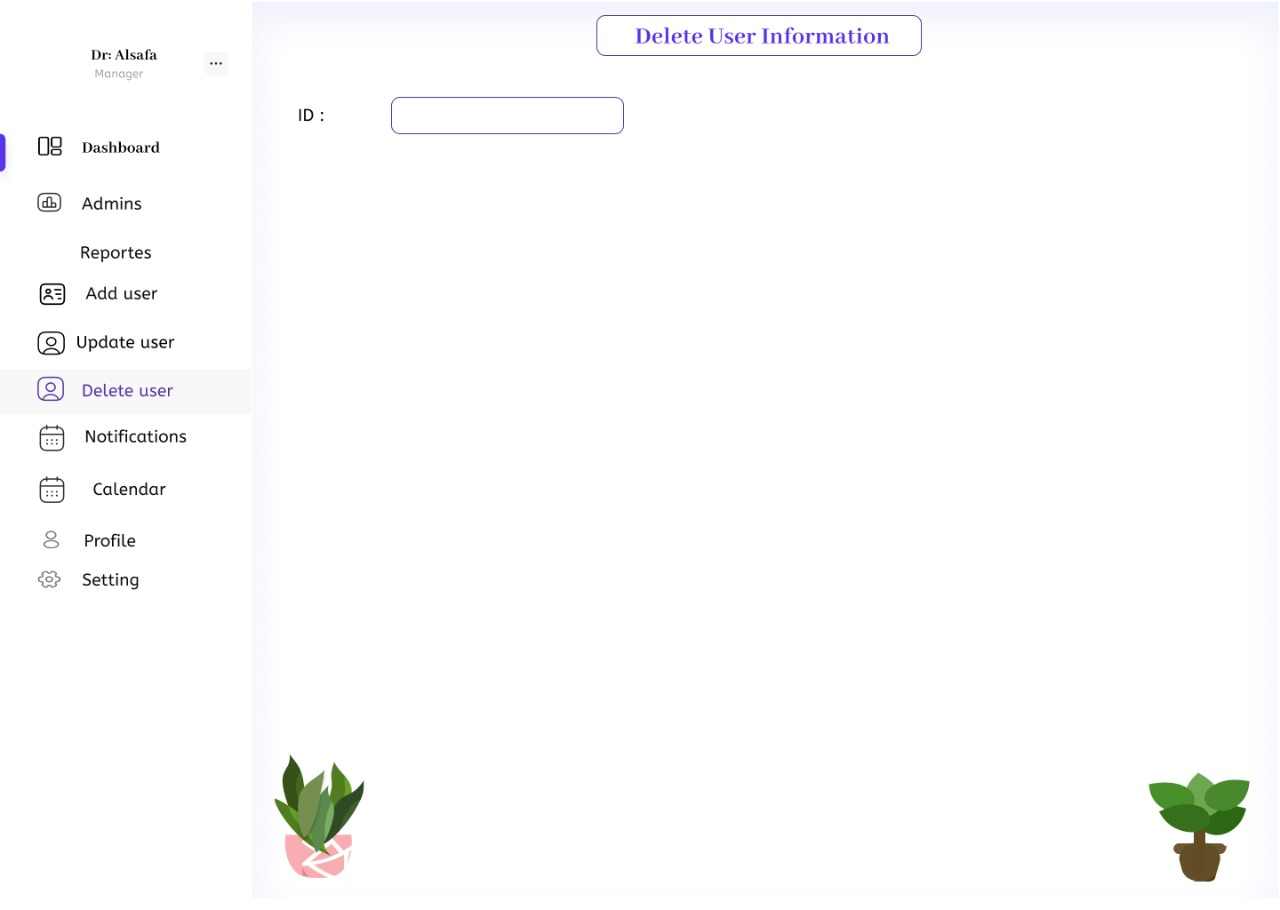 Dr: Alsafa
Manager
...
Dashboard
Admins
Reportes
Add user
Update user
Delete user
Notifications
Calendar
Profile
Setting
Delete User Information
ID :